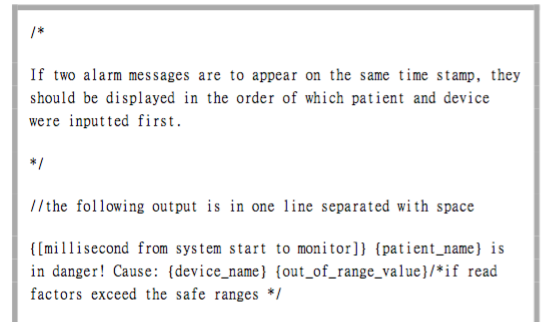 /*
If two alarm messages are to appear on the same time stamp, they
should be displayed in the order of which patient and device
were inputted first.
*/
//the following output is in one line separated with space
{[millisecond from system start to monitor]} {patient_name} is
in danger! Cause: {device_name} {out_of_range_value}/*if read
factors exceed the safe ranges */